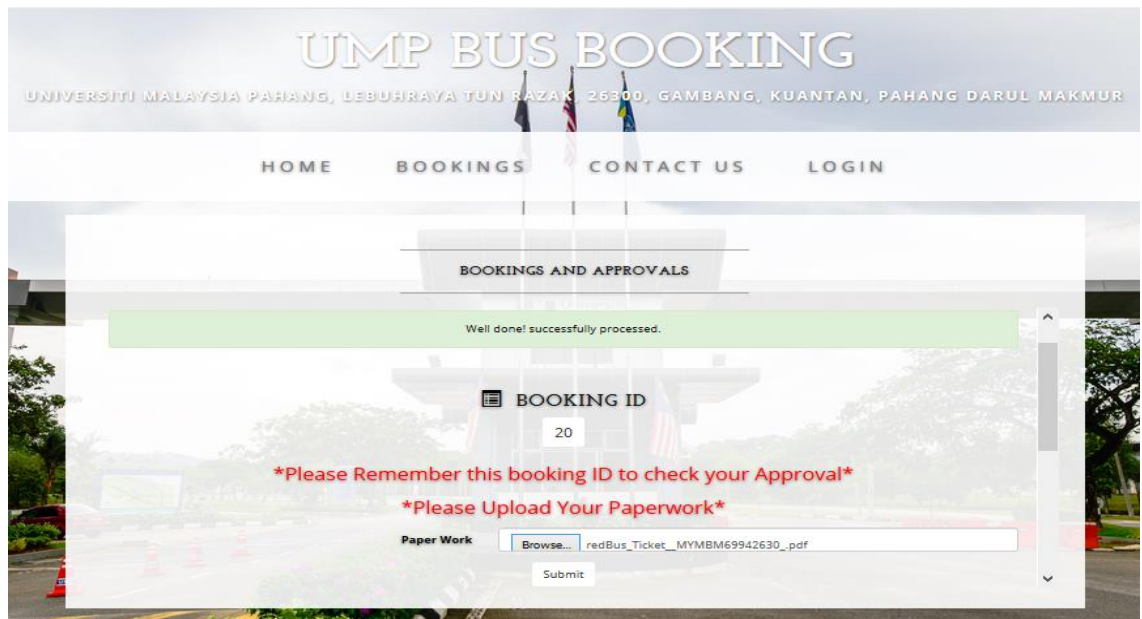 UMP BUS BOOKING
UNIVERSITI MALAYSIA PAHANG, LEBUHRAYA TUN RAZAK, 26300, GAMBANG, KUANTAN, PAHANG DARUL MAKMUR
HOME BOOKINGS CONTACT US LOGIN
BOOKINGS AND APPROVALS
Well done! successfully processed.
BOOKING ID
20
*Please Remember this booking ID to check your Approval*
*Please Upload Your Paperwork*
Paper Work Browse... redBus_Ticket__MYMBM69942630_.pdf
Submit